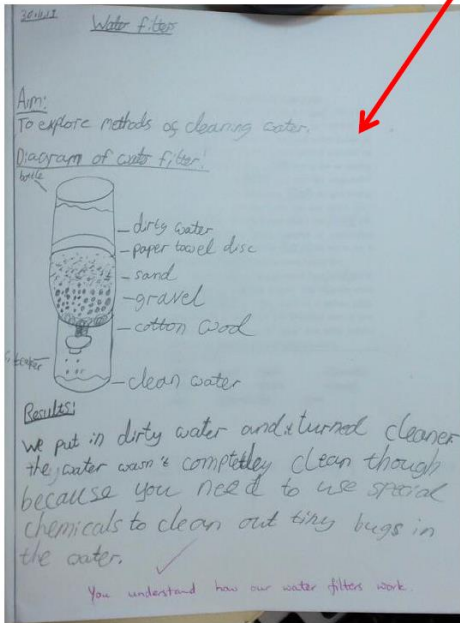 Water filter
Aim:
To explore methods of cleaning water.
Diagram of water filter:
bottle
dirty water
paper towel disc
sand
gravel
cotton wool
beaker
clean water
Results:
we put in dirty water and it turned cleaner
the water wasn't completley clean though
because you need to use special
chemicals to clean out tiny bugs in
the water.
You understand how our water filters work.